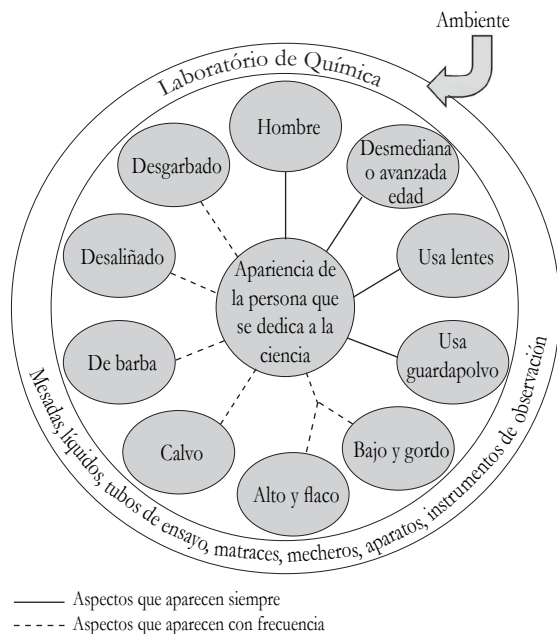 Ambiente
Laboratório de Química
Hombre
Desgarbado
Desmediana
o avanzada
edad
Desaliñado
Usa lentes
Apariencia de
la persona que
se dedica a la
ciencia
De barba
Usa
guardapolvo
Calvo
Bajo y gordo
Alto y flaco
Mesadas, líquidos, tubos de ensayo, matraces, mecheros, aparatos, instrumentos de observación
Aspectos que aparecen siempre
Aspectos que aparecen con frecuencia